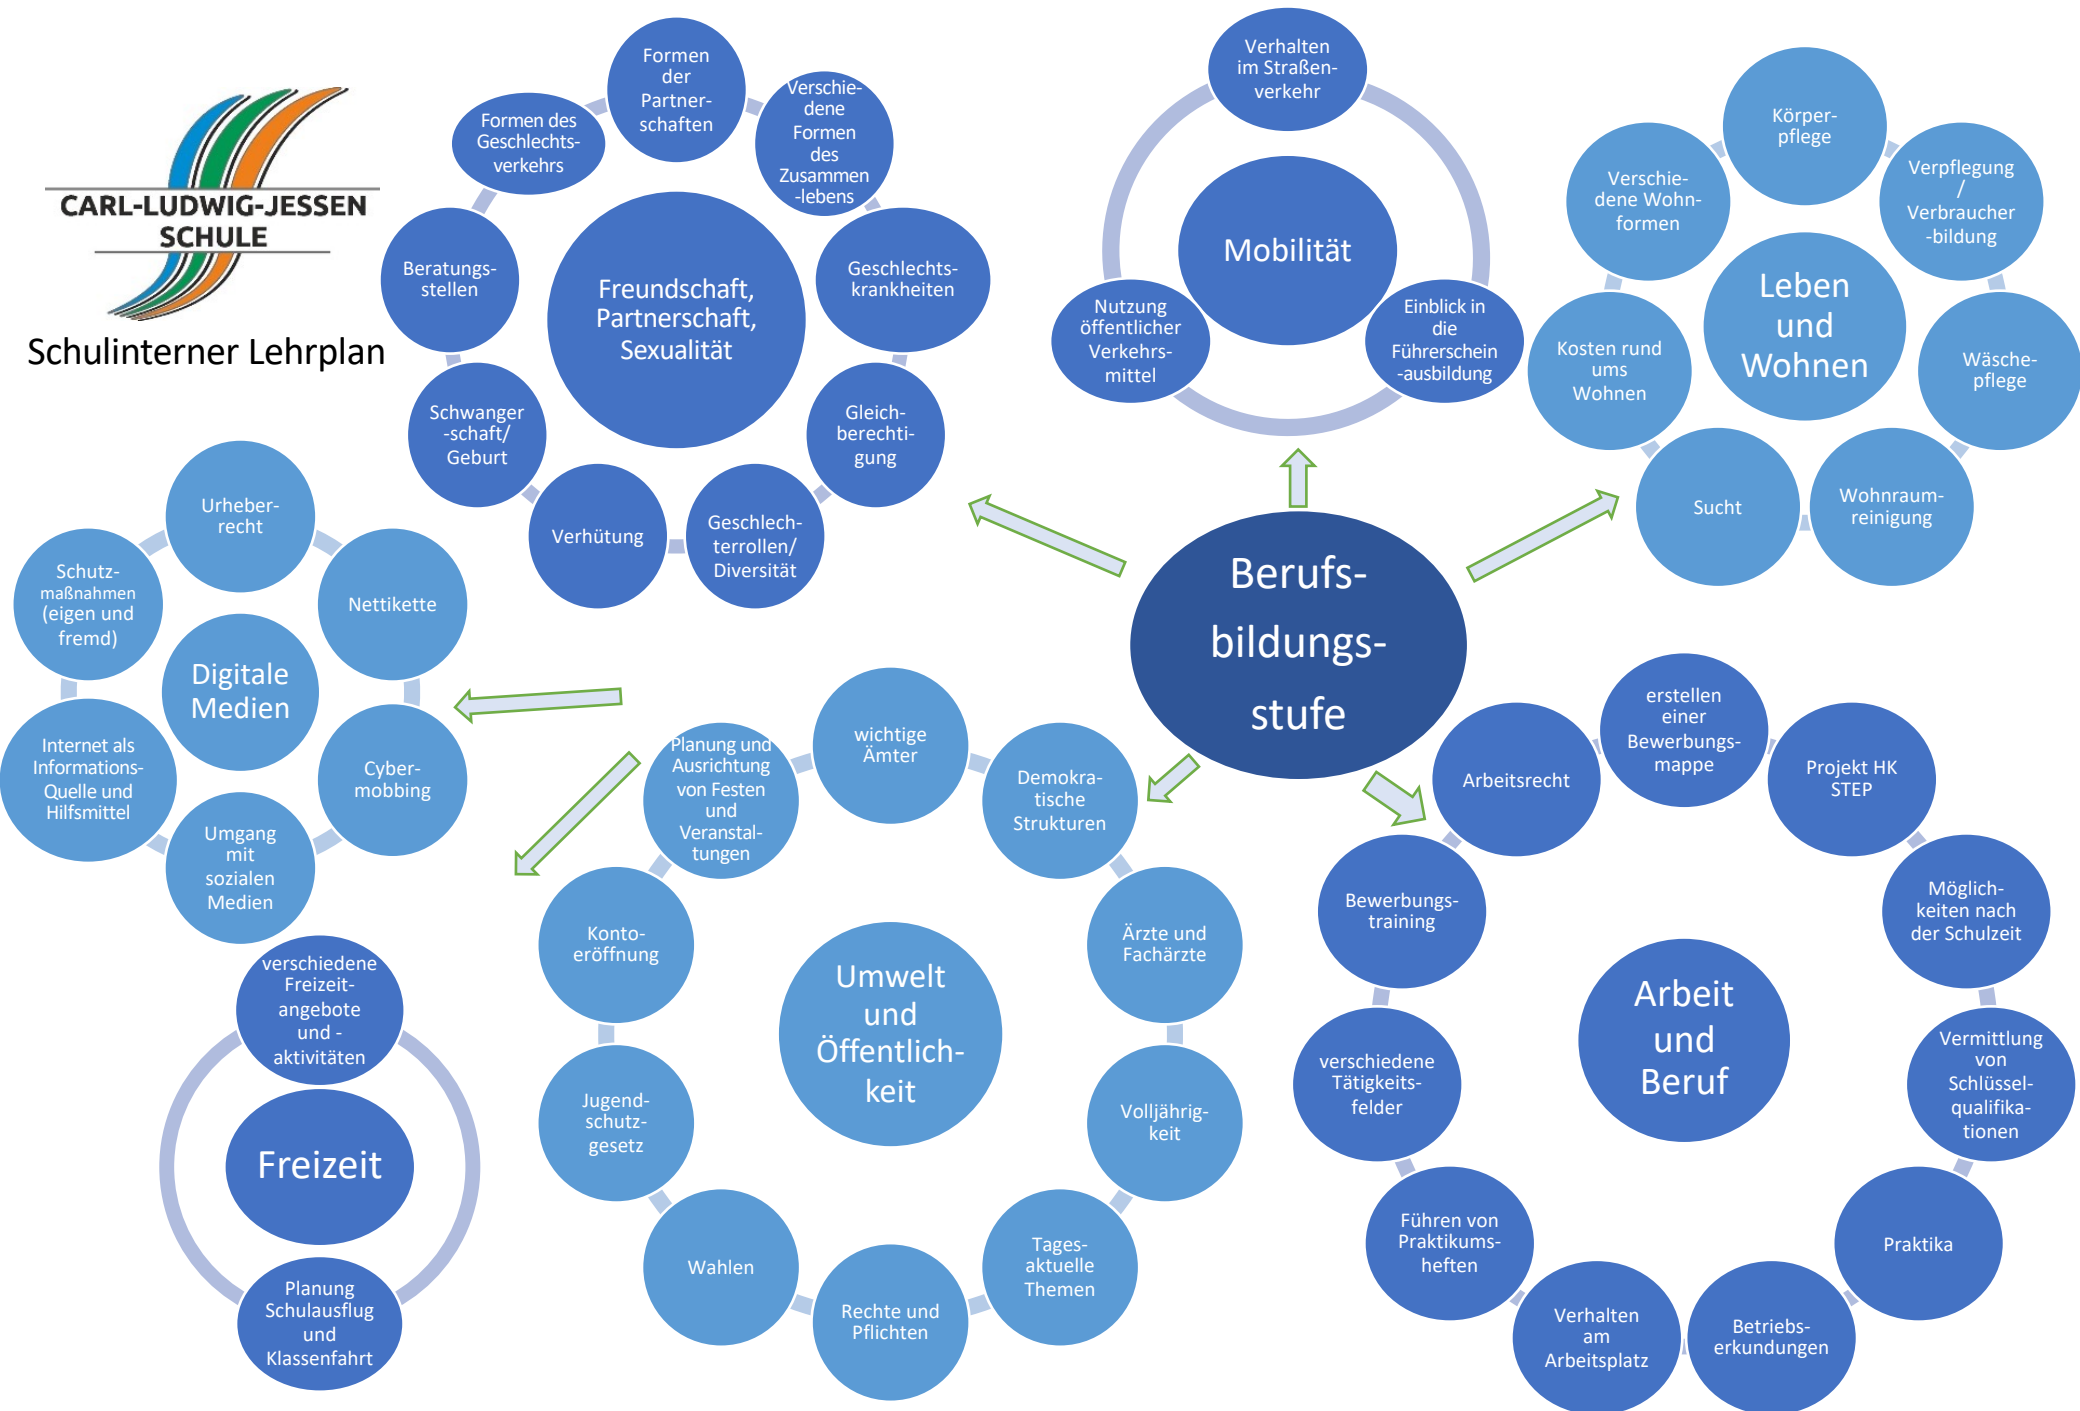 CARL-LUDWIG-JESSEN
SCHULE
Schulinterner Lehrplan
Freundschaft,
Partnerschaft,
Sexualität
Formen
der
Partner-
schaften
Verschie-
dene
Formen
des
Zusammen
-lebens
Geschlechts-
krankheiten
Gleich-
berechti-
gung
Geschlech-
terrollen/
Diversität
Verhütung
Schwanger
-schaft/
Geburt
Beratungs-
stellen
Formen des
Geschlechts-
verkehrs
Mobilität
Verhalten
im Straßen-
verkehr
Einblick in
die
Führerschein
-ausbildung
Nutzung
öffentlicher
Verkehrs-
mittel
Leben
und
Wohnen
Körper-
pflege
Verpflegung
/
Verbraucher
-bildung
Wäsche-
pflege
Wohnraum-
reinigung
Sucht
Kosten rund
ums
Wohnen
Verschie-
dene Wohn-
formen
Berufs-
bildungs-
stufe
Digitale
Medien
Urheber-
recht
Nettikette
Cyber-
mobbing
Umgang
mit
sozialen
Medien
Internet als
Informations-
Quelle und
Hilfsmittel
Schutz-
maßnahmen
(eigen und
fremd)
Umwelt
und
Öffentlich-
keit
wichtige
Ämter
Demokra-
tische
Strukturen
Ärzte und
Fachärzte
Volljährig-
keit
Tages-
aktuelle
Themen
Rechte und
Pflichten
Wahlen
Jugend-
schutz-
gesetz
Konto-
eröffnung
Planung und
Ausrichtung
von Festen
und
Veranstal-
tungen
Arbeit
und
Beruf
erstellen
einer
Bewerbungs-
mappe
Projekt HK
STEP
Möglich-
keiten nach
der Schulzeit
Vermittlung
von
Schlüssel-
qualifika-
tionen
Praktika
Betriebs-
erkundungen
Verhalten
am
Arbeitsplatz
Führen von
Praktikums-
heften
verschiedene
Tätigkeits-
felder
Bewerbungs-
training
Arbeitsrecht
Freizeit
verschiedene
Freizeit-
angebote
und -
aktivitäten
Planung
Schulausflug
und
Klassenfahrt